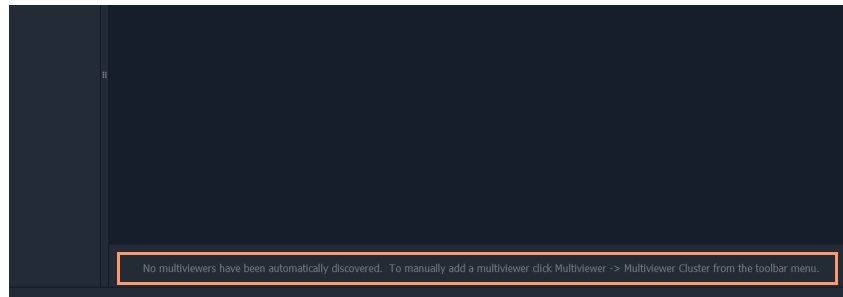 No multiviewers have been automatically discovered.  To manually add a multiviewer click Multiviewer -> Multiviewer Cluster from the toolbar menu.